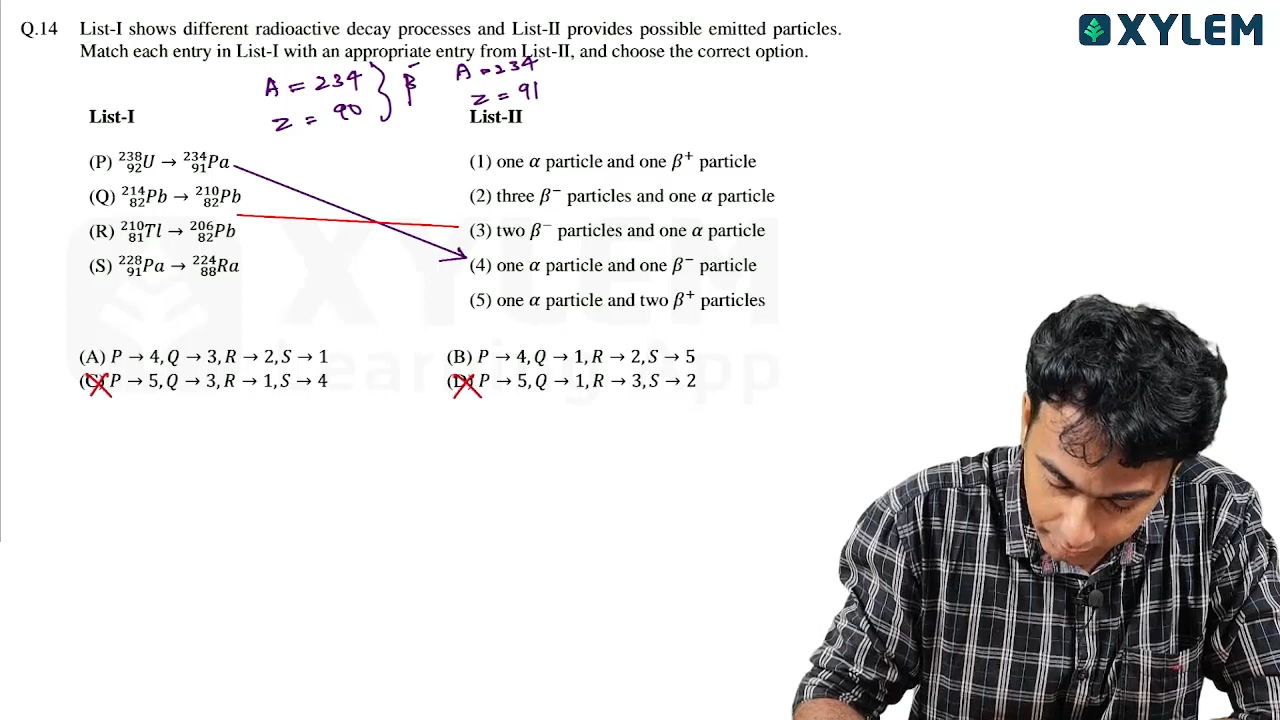 XYLEM
Q.14 List-I shows different radioactive decay processes and List-II provides possible emitted particles.
Match each entry in List-I with an appropriate entry from List-II, and choose the correct option.
A = 234 } β⁻ A = 234
Z = 90 Z = 91
List-I List-II
(P) ²³⁸₉₂U → ²³⁴₉₁Pa (1) one α particle and one β⁺ particle
(Q) ²¹⁴₈₂Pb → ²¹⁰₈₂Pb (2) three β⁻ particles and one α particle
(R) ²¹⁰₈₁Tl → ²⁰⁶₈₂Pb (3) two β⁻ particles and one α particle
(S) ²²⁸₉₁Pa → ²²⁴₈₈Ra (4) one α particle and one β⁻ particle
(5) one α particle and two β⁺ particles
(A) P → 4, Q → 3, R → 2, S → 1 (B) P → 4, Q → 1, R → 2, S → 5
(C) P → 5, Q → 3, R → 1, S → 4 (D) P → 5, Q → 1, R → 3, S → 2
XYLEM
Learning App